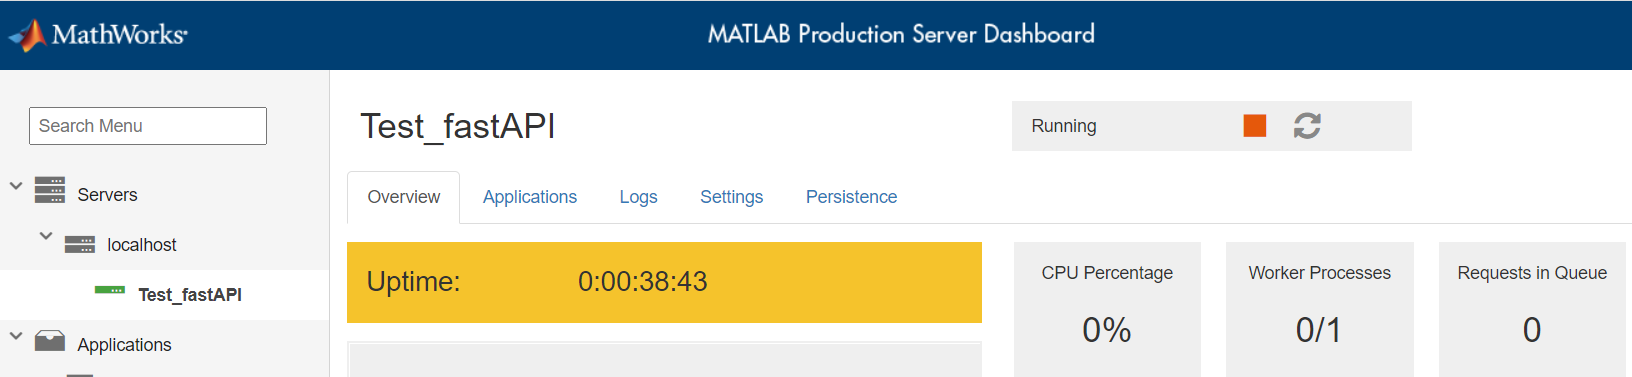 MathWorks®
MATLAB Production Server Dashboard
Search Menu
Servers
localhost
Test_fastAPI
Applications
Test_fastAPI
Running
Overview Applications Logs Settings Persistence
Uptime: 0:00:38:43
CPU Percentage
0%
Worker Processes
0/1
Requests in Queue
0